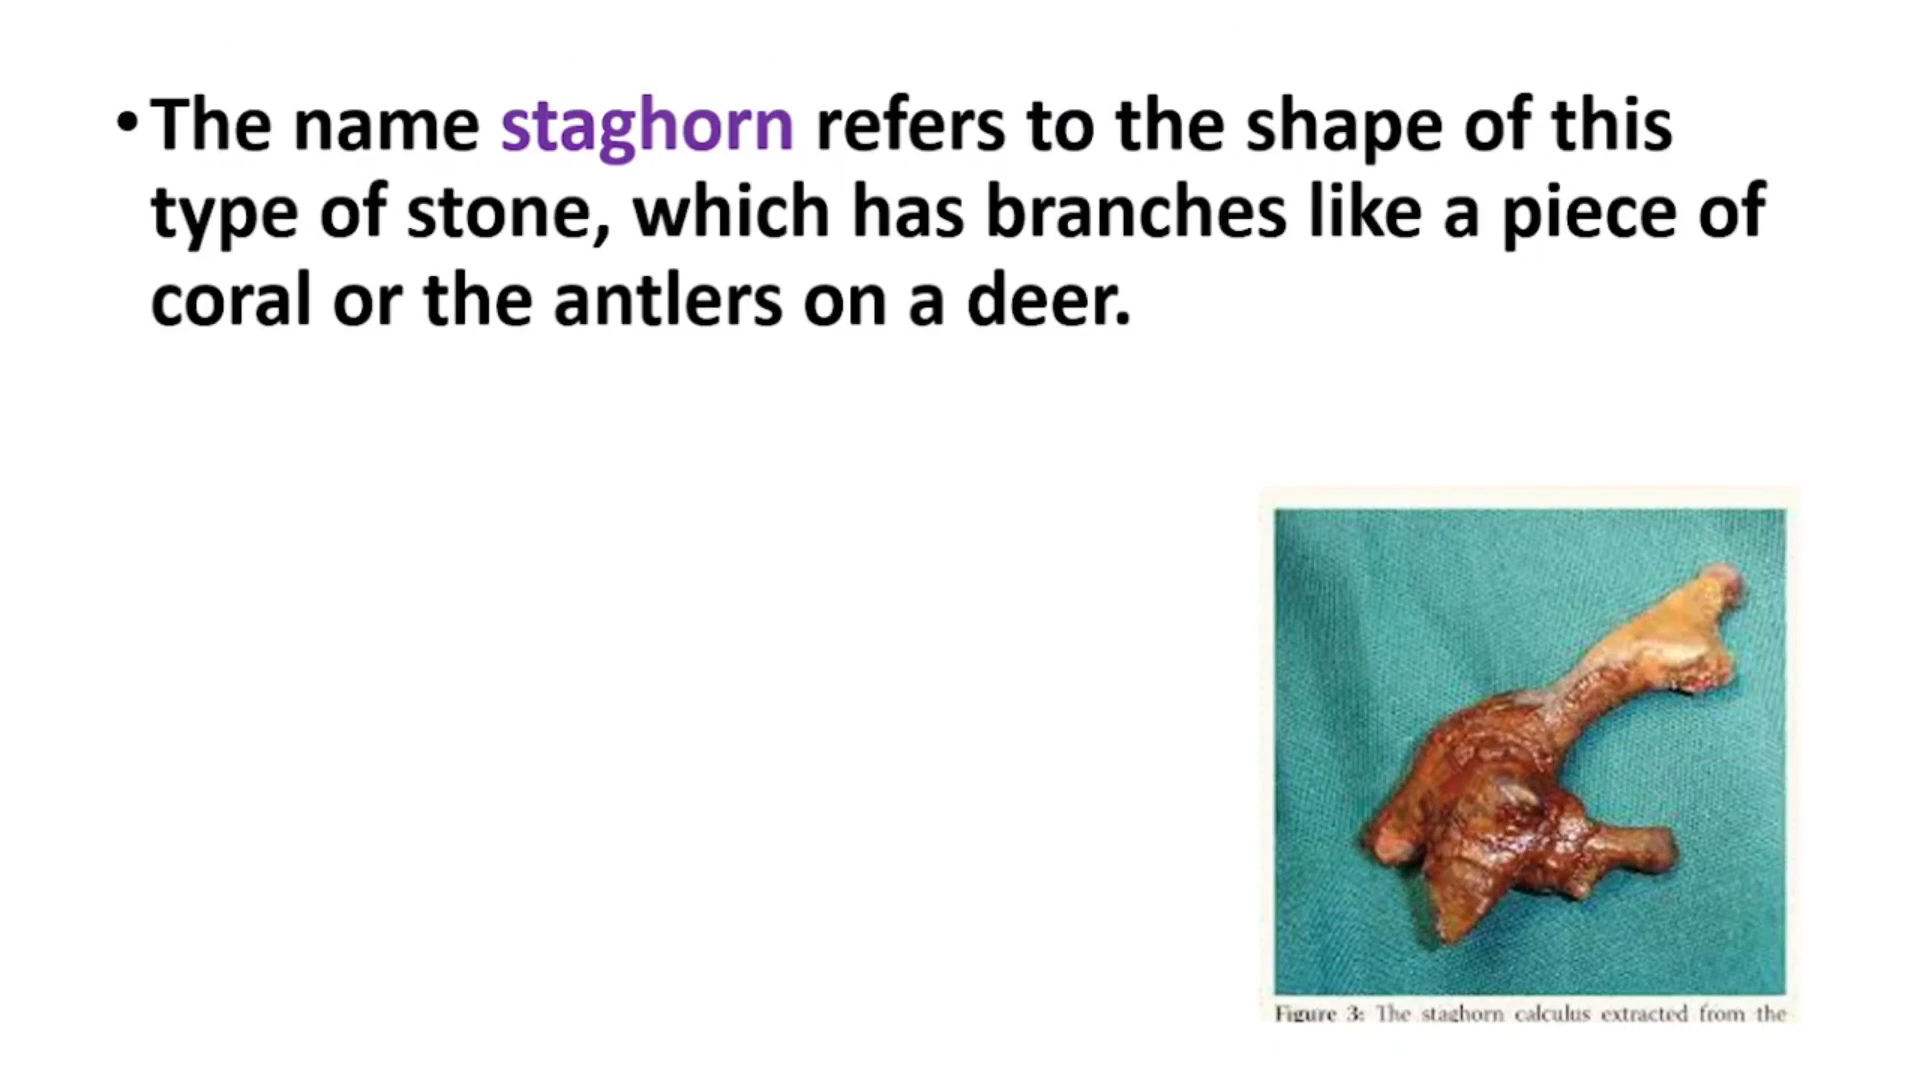 • The name staghorn refers to the shape of this
type of stone, which has branches like a piece of
coral or the antlers on a deer.
Figure 3: The staghorn calculus extracted from the